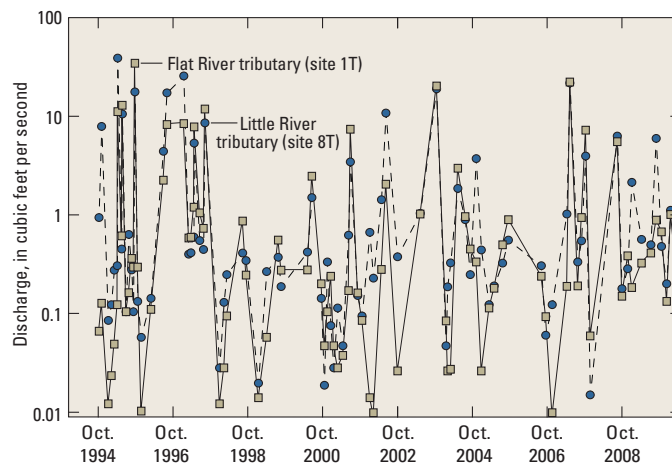 100
10
1
0.1
0.01
Discharge, in cubic feet per second
Flat River tributary (site 1T)
Little River
tributary (site 8T)
Oct.
1994
Oct.
1996
Oct.
1998
Oct.
2000
Oct.
2002
Oct.
2004
Oct.
2006
Oct.
2008